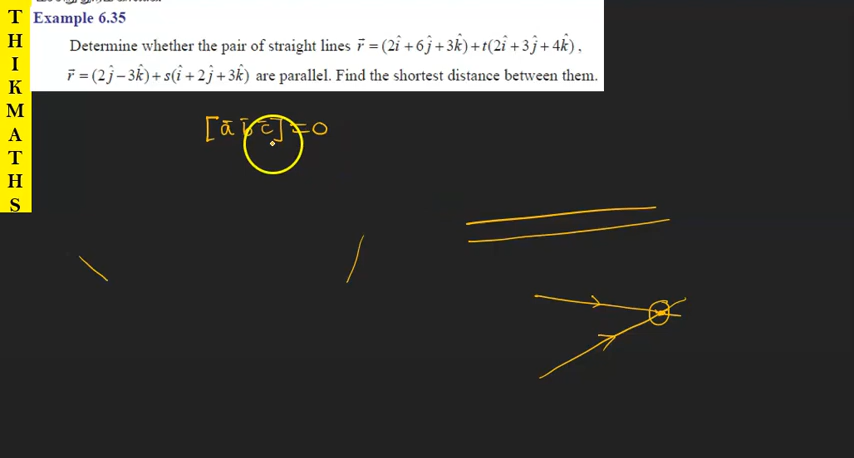 THIKMATHS
Example 6.35
Determine whether the pair of straight lines r⃗ = (2î + 6ĵ + 3k̂) + t(2î + 3ĵ + 4k̂) ,
r⃗ = (2ĵ − 3k̂) + s(î + 2ĵ + 3k̂) are parallel. Find the shortest distance between them.
[a̅ b̅ c̅] = 0